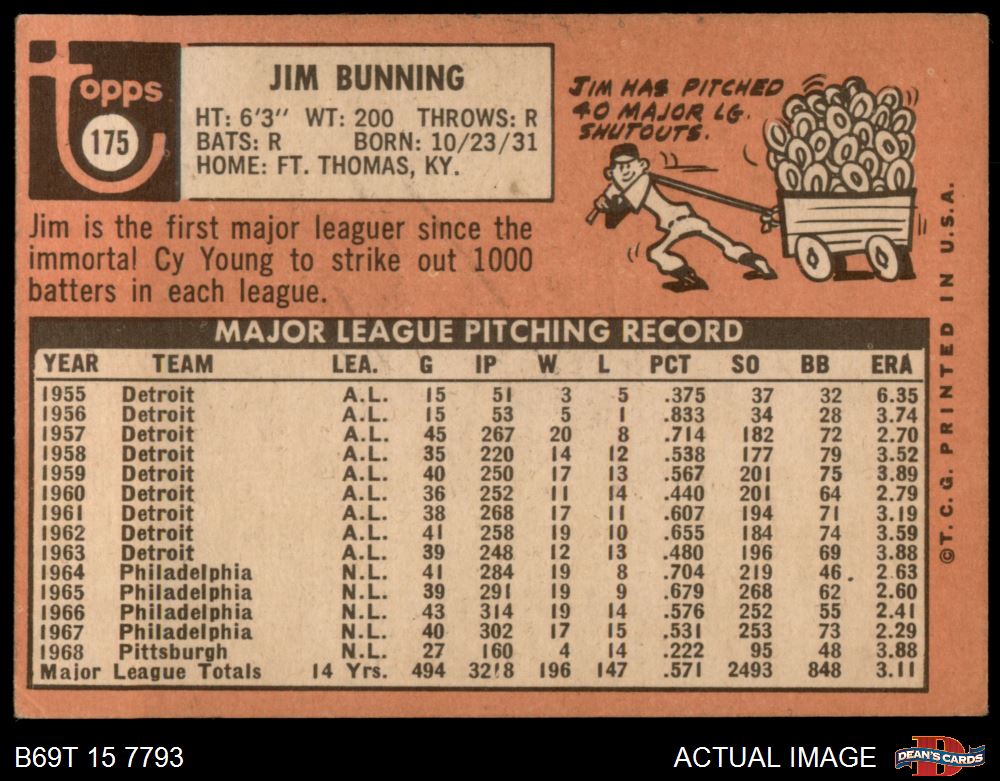 topps
175
JIM BUNNING
HT: 6'3" WT: 200 THROWS: R
BATS: R BORN: 10/23/31
HOME: FT. THOMAS, KY.
JIM HAS PITCHED
40 MAJOR LG.
SHUTOUTS.
Jim is the first major leaguer since the
immortal Cy Young to strike out 1000
batters in each league.
MAJOR LEAGUE PITCHING RECORD
YEAR TEAM LEA. G IP W L PCT SO BB ERA
1955 Detroit A.L. 15 51 3 5 .375 37 32 6.35
1956 Detroit A.L. 15 53 5 1 .833 34 28 3.74
1957 Detroit A.L. 45 267 20 8 .714 182 72 2.70
1958 Detroit A.L. 35 220 14 12 .538 177 79 3.52
1959 Detroit A.L. 40 250 17 13 .567 201 75 3.89
1960 Detroit A.L. 36 252 11 14 .440 201 64 2.79
1961 Detroit A.L. 38 268 17 11 .607 194 71 3.19
1962 Detroit A.L. 41 258 19 10 .655 184 74 3.59
1963 Detroit A.L. 39 248 12 13 .480 196 69 3.88
1964 Philadelphia N.L. 41 284 19 8 .704 219 46 2.63
1965 Philadelphia N.L. 39 291 19 9 .679 268 62 2.60
1966 Philadelphia N.L. 43 314 19 14 .576 252 55 2.41
1967 Philadelphia N.L. 40 302 17 15 .531 253 73 2.29
1968 Pittsburgh N.L. 27 160 4 14 .222 95 48 3.88
Major League Totals 14 Yrs. 494 3218 196 147 .571 2493 848 3.11
©T.C.G. PRINTED IN U.S.A.
B69T 15 7793
ACTUAL IMAGE
D
DEAN'S CARDS